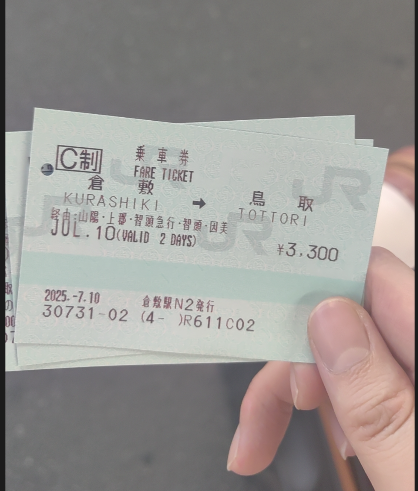 C制 乗車券
FARE TICKET
倉敷 → 鳥取
KURASHIKI TOTTORI
経由:山陽・上郡・智頭急行・智頭・因美
JUL.10(VALID 2 DAYS) ¥3,300
2025.-7.10 倉敷駅N2発行
30731-02 (4- )R611C02